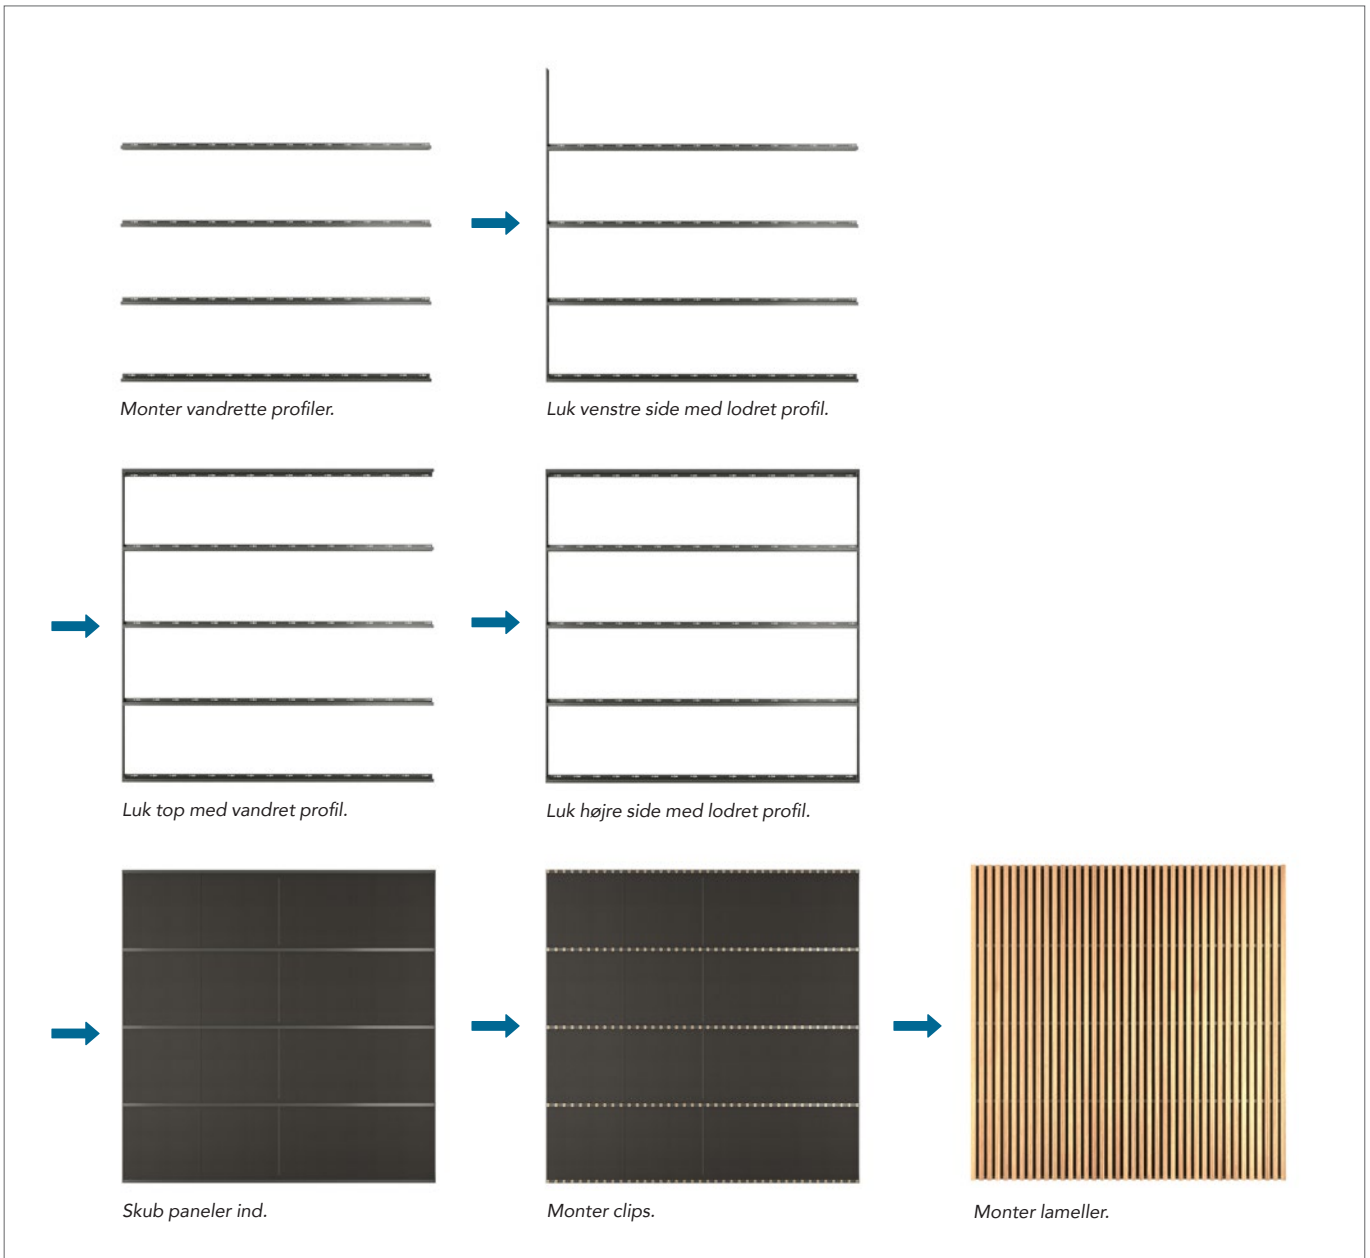 Monter vandrette profiler.
Luk venstre side med lodret profil.
Luk top med vandret profil.
Luk højre side med lodret profil.
Skub paneler ind.
Monter clips.
Monter lameller.